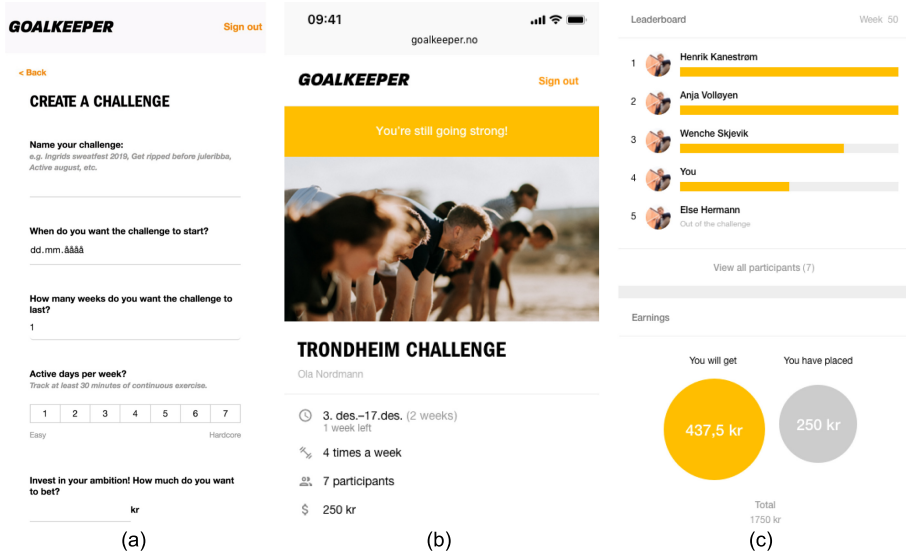 GOALKEEPER
Sign out
< Back
CREATE A CHALLENGE
Name your challenge:
e.g. Ingrids sweatfest 2019, Get ripped before juleribba,
Active august, etc.
When do you want the challenge to start?
dd.mm.åååå
How many weeks do you want the challenge to
last?
1
Active days per week?
Track at least 30 minutes of continuous exercise.
1 2 3 4 5 6 7
Easy Hardcore
Invest in your ambition! How much do you want
to bet?
kr
(a)
09:41
goalkeeper.no
GOALKEEPER
Sign out
You're still going strong!
TRONDHEIM CHALLENGE
Ola Nordmann
3. des.–17.des. (2 weeks)
1 week left
4 times a week
7 participants
$ 250 kr
(b)
Leaderboard Week 50
1 Henrik Kanestrøm
2 Anja Volløyen
3 Wenche Skjevik
4 You
5 Else Hermann
Out of the challenge
View all participants (7)
Earnings
You will get You have placed
437,5 kr 250 kr
Total
1750 kr
(c)